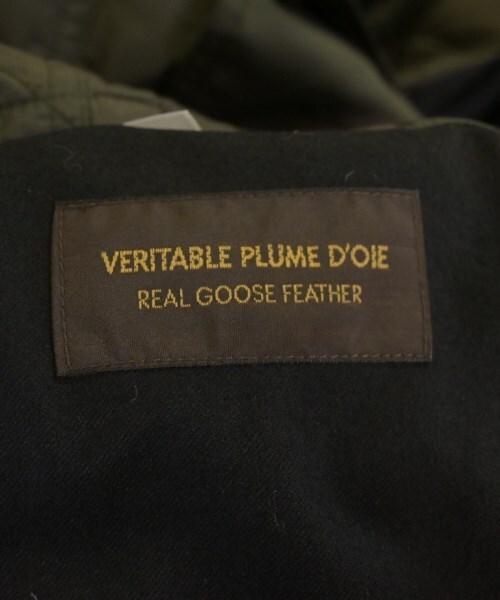 VERITABLE PLUME D'OIE
REAL GOOSE FEATHER